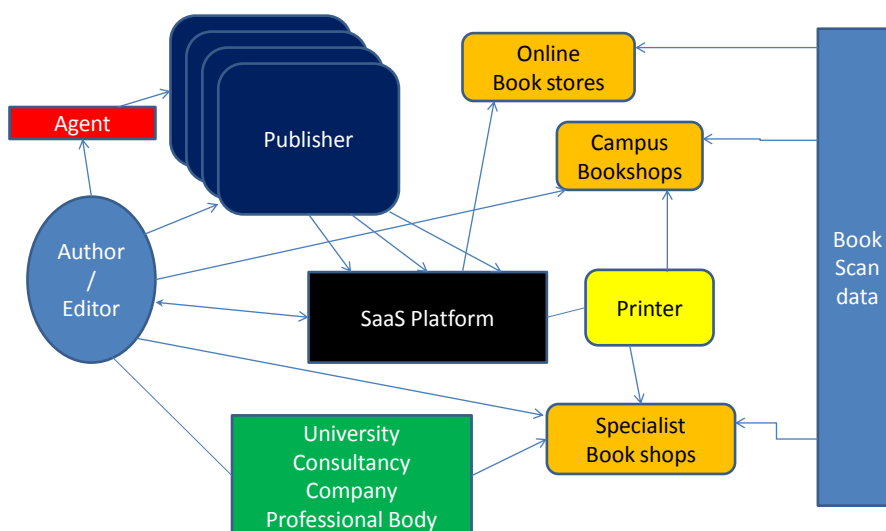 Online
Book stores
Agent
Publisher
Campus
Bookshops
Author
/
Editor
Book
Scan
data
SaaS Platform
Printer
University
Consultancy
Company
Professional Body
Specialist
Book shops